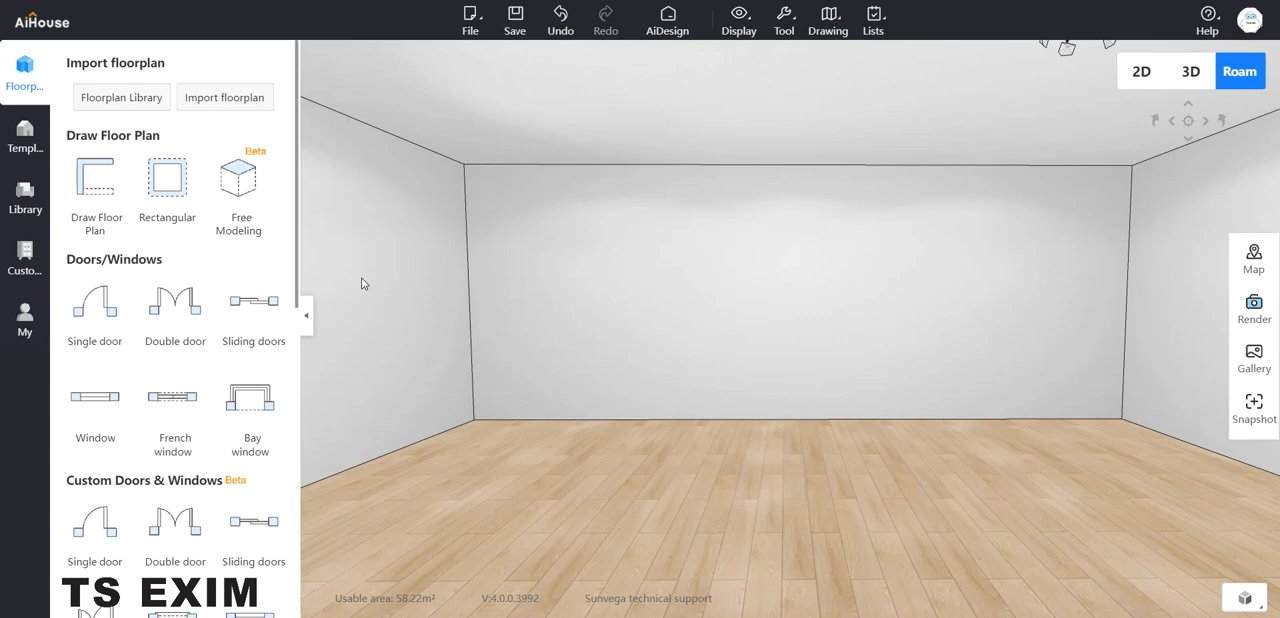 AiHouse
File
Save
Undo
Redo
AiDesign
Display
Tool
Drawing
Lists
Help
Floorp...
Templ...
Library
Custo...
My
Import floorplan
Floorplan Library
Import floorplan
Draw Floor Plan
Beta
Draw Floor Plan
Rectangular
Free Modeling
Doors/Windows
Single door
Double door
Sliding doors
Window
French window
Bay window
Custom Doors & Windows Beta
Single door
Double door
Sliding doors
TS EXIM
2D
3D
Roam
Map
Render
Gallery
Snapshot
Usable area: 58.22m²
V:4.0.0.3992
Sunvega technical support